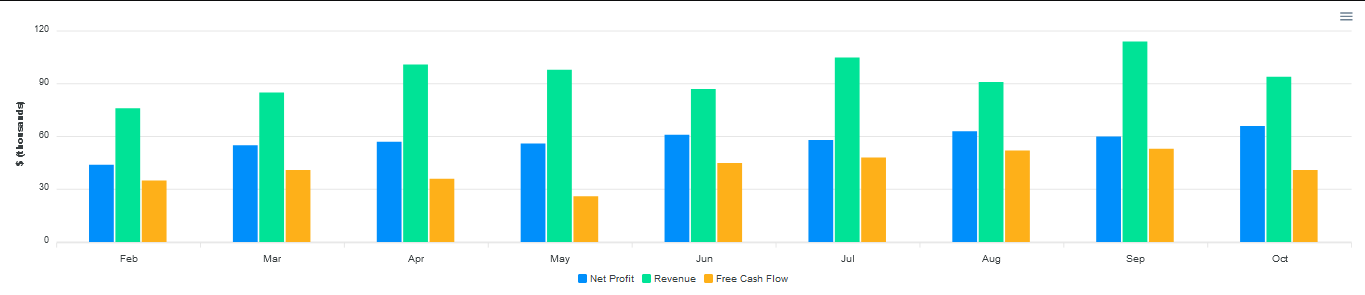 120
90
60
30
0
$ (thousands)
Feb Mar Apr May Jun Jul Aug Sep Oct
Net Profit Revenue Free Cash Flow